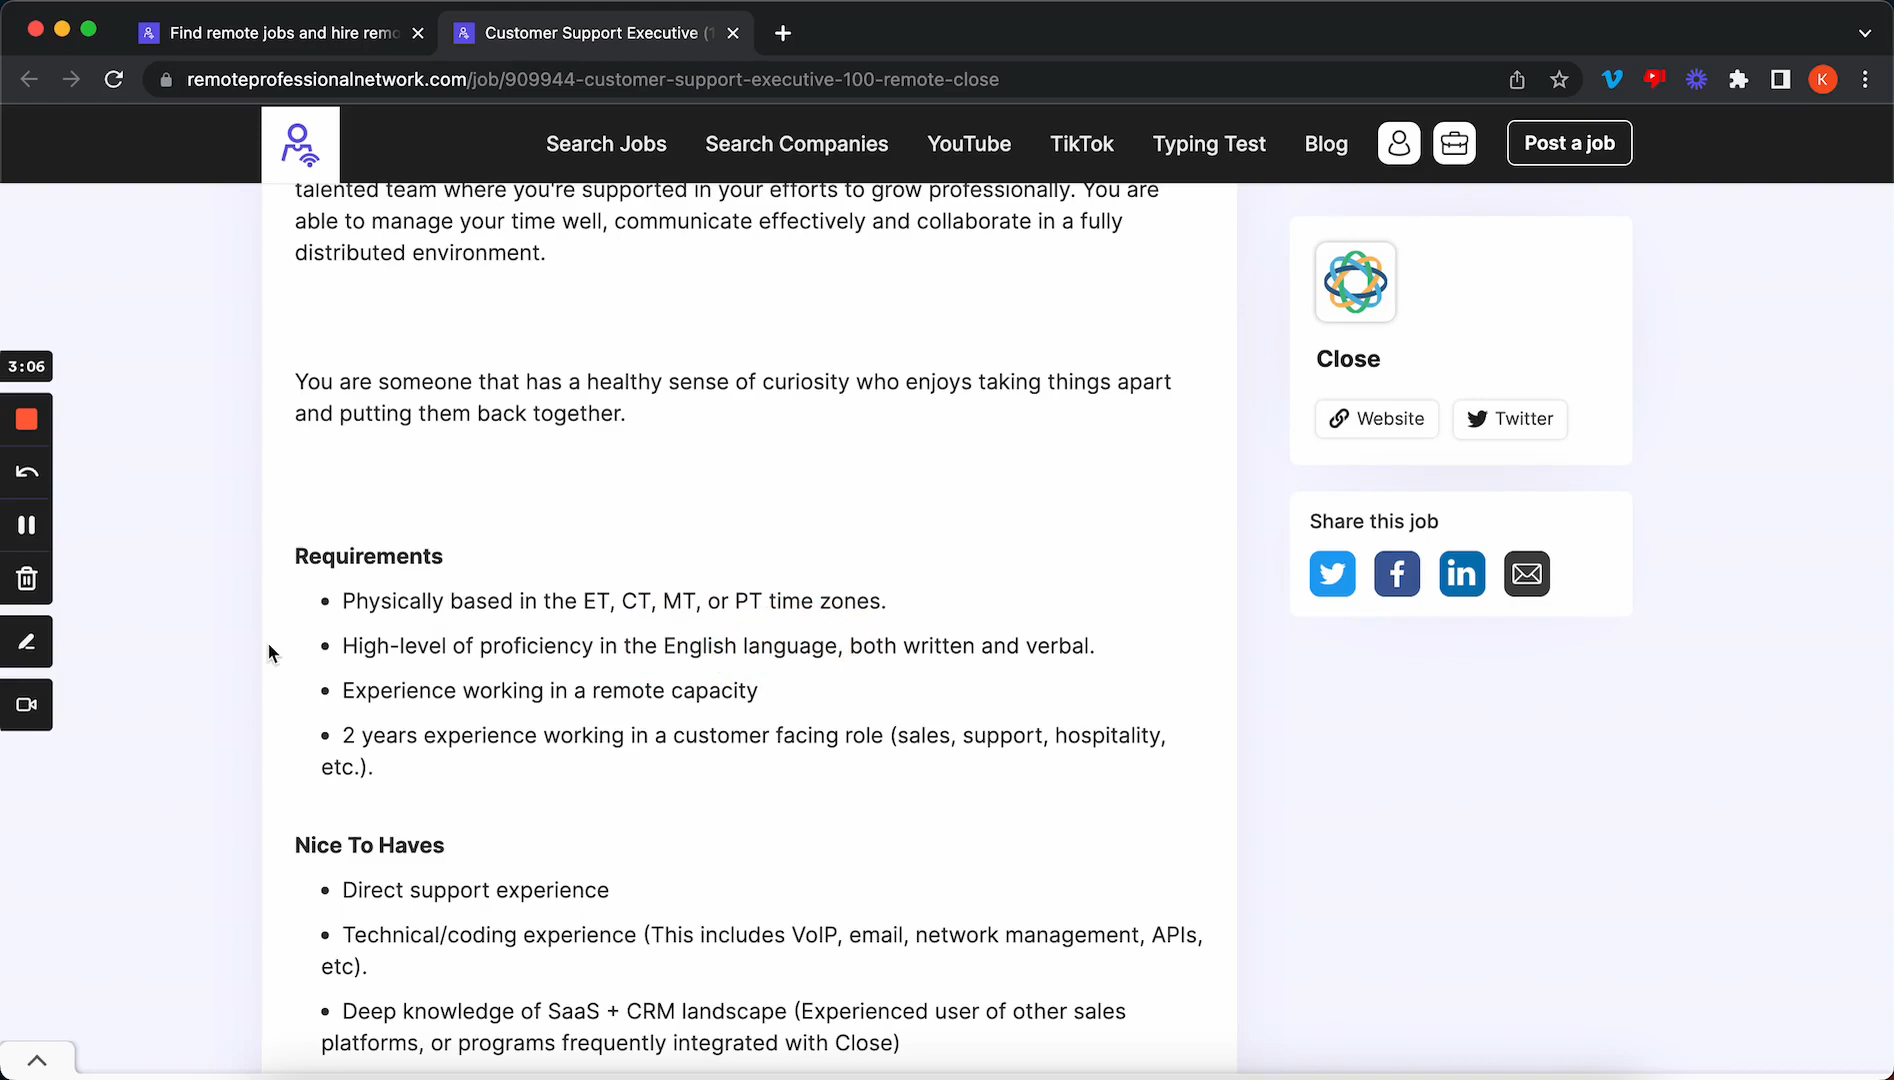 Find remote jobs and hire remo
Customer Support Executive (1
remoteprofessionalnetwork.com/job/909944-customer-support-executive-100-remote-close
K
Search Jobs
Search Companies
YouTube
TikTok
Typing Test
Blog
Post a job
talented team where you're supported in your efforts to grow professionally. You are
able to manage your time well, communicate effectively and collaborate in a fully
distributed environment.
You are someone that has a healthy sense of curiosity who enjoys taking things apart
and putting them back together.
Requirements
• Physically based in the ET, CT, MT, or PT time zones.
• High-level of proficiency in the English language, both written and verbal.
• Experience working in a remote capacity
• 2 years experience working in a customer facing role (sales, support, hospitality,
etc.).
Nice To Haves
• Direct support experience
• Technical/coding experience (This includes VoIP, email, network management, APIs,
etc).
• Deep knowledge of SaaS + CRM landscape (Experienced user of other sales
platforms, or programs frequently integrated with Close)
Close
Website
Twitter
Share this job
3:06